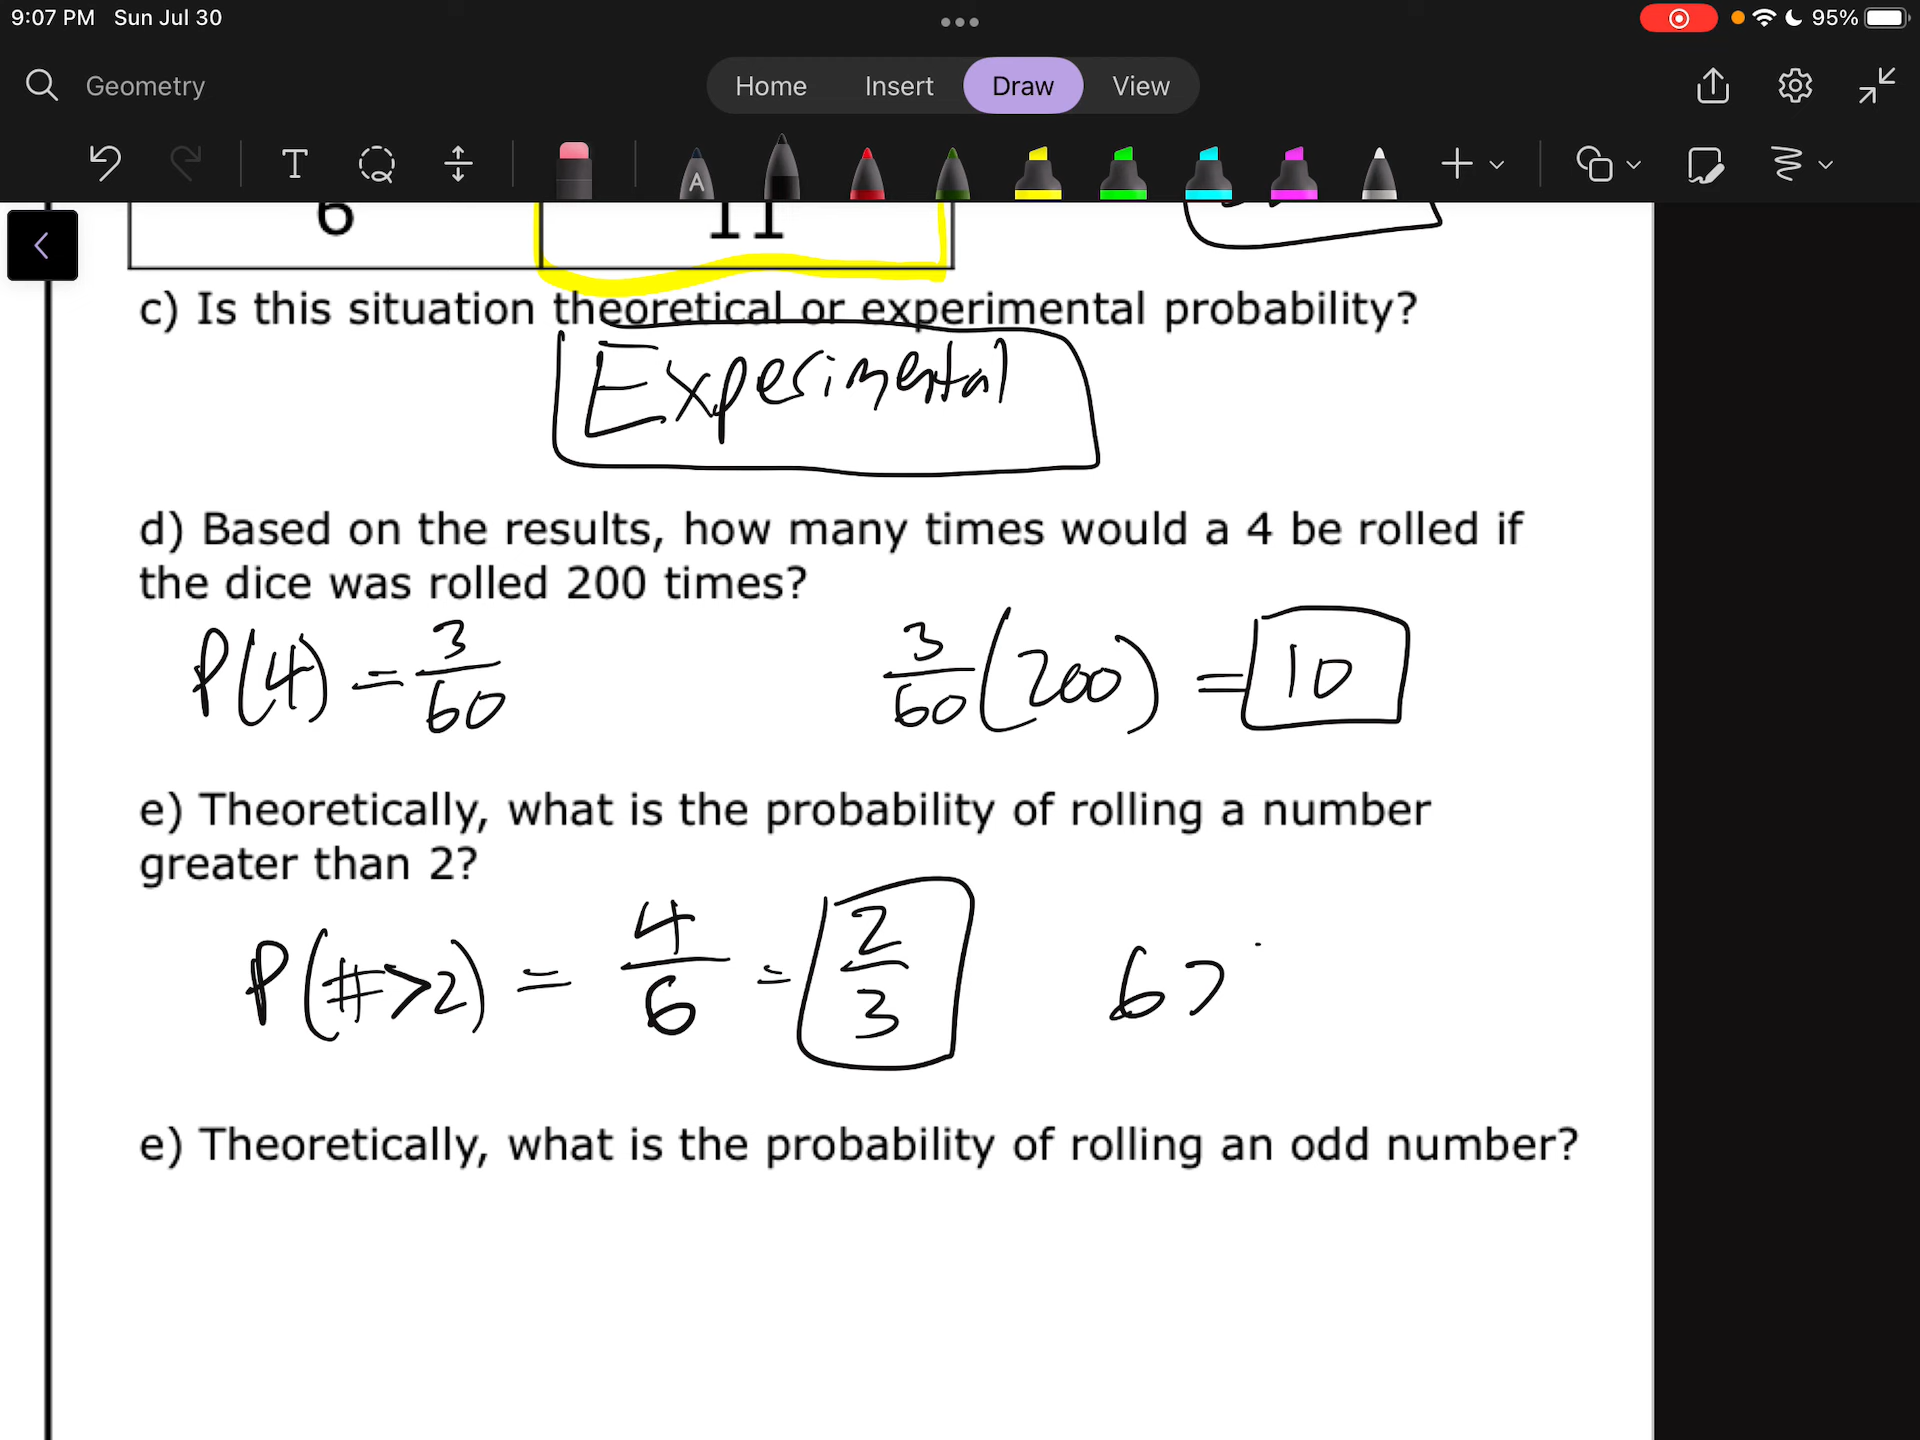 9:07 PM Sun Jul 30
95%
Geometry
Home Insert Draw View
T
A
6 11
c) Is this situation theoretical or experimental probability?
Experimental
d) Based on the results, how many times would a 4 be rolled if
the dice was rolled 200 times?
P(4) = 3/60 3/60 (200) = 10
e) Theoretically, what is the probability of rolling a number
greater than 2?
P(#>2) = 4/6 = 2/3 67
e) Theoretically, what is the probability of rolling an odd number?